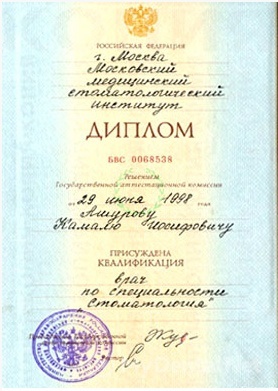 РОССИЙСКАЯ ФЕДЕРАЦИЯ
г. Москва
Московский
медицинский
стоматологический
институт
ДИПЛОМ
БВС 0068538
Решением
Государственной аттестационной комиссии
от 29 июня 1998 года
Ашурову
Камалю Иосифовичу
ПРИСУЖДЕНА
КВАЛИФИКАЦИЯ
врач
по специальности
"Стоматология"